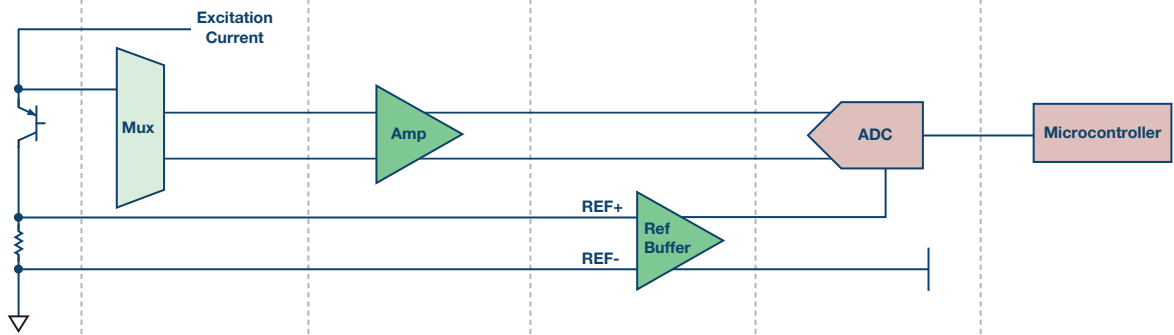 Excitation
Current
Mux
Amp
ADC
Microcontroller
REF+
Ref
Buffer
REF-